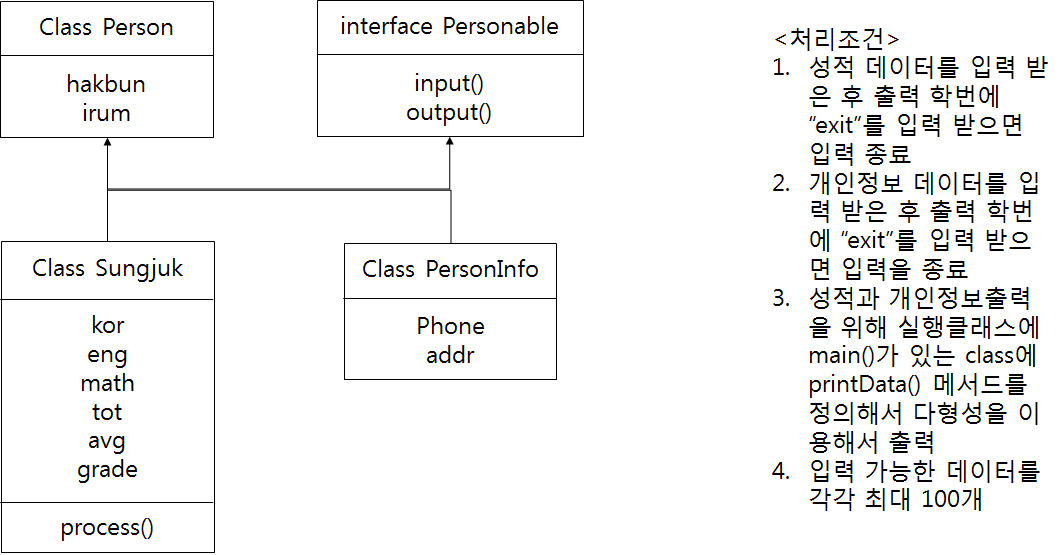 Class Person
hakbun
irum
interface Personable
input()
output()
Class Sungjuk
kor
eng
math
tot
avg
grade
process()
Class PersonInfo
Phone
addr
<처리조건>
1. 성적 데이터를 입력 받
은 후 출력 학번에
“exit”를 입력 받으면
입력 종료
2. 개인정보 데이터를 입
력 받은 후 출력 학번
에 “exit”를 입력 받으
면 입력을 종료
3. 성적과 개인정보출력
을 위해 실행클래스에
main()가 있는 class에
printData() 메서드를
정의해서 다형성을 이
용해서 출력
4. 입력 가능한 데이터를
각각 최대 100개